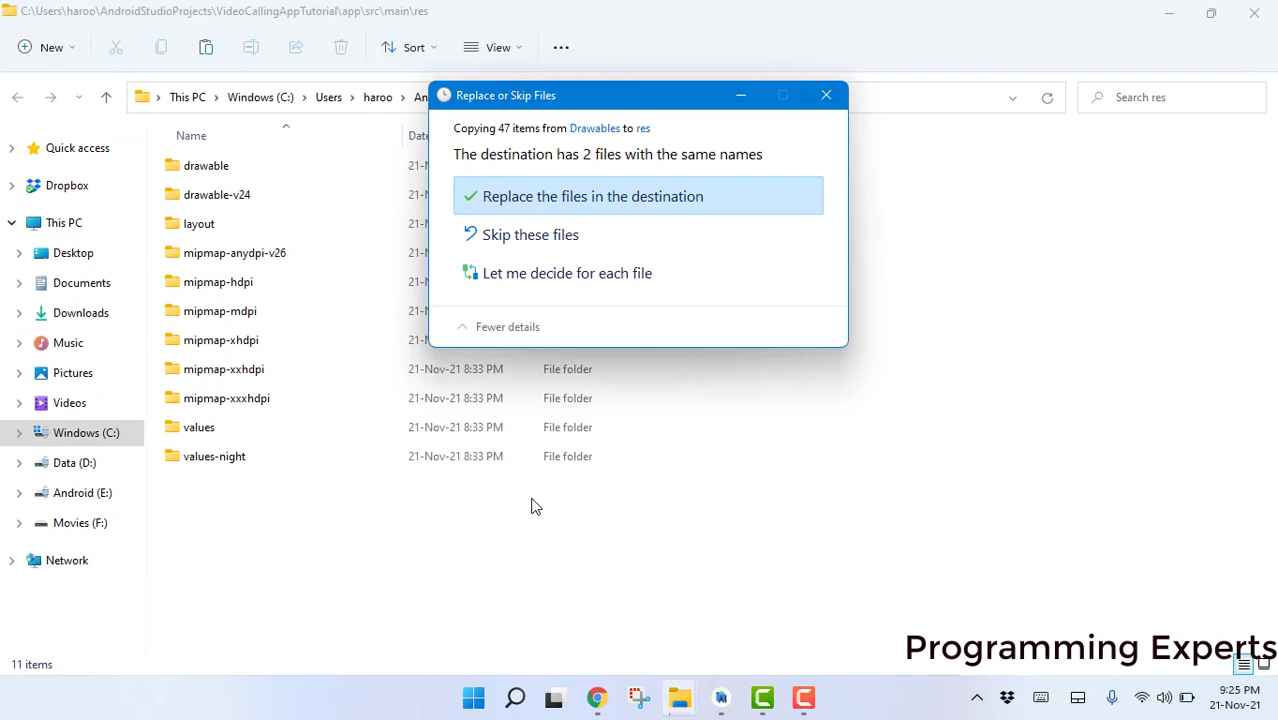 C:\Users\haroo\AndroidStudioProjects\VideoCallingAppTutorial\app\src\main\res
New
Sort
View
This PC
Windows (C:)
Users
haroo
An
Search res
Replace or Skip Files
Copying 47 items from Drawables to res
The destination has 2 files with the same names
Replace the files in the destination
Skip these files
Let me decide for each file
Fewer details
Quick access
Dropbox
This PC
Desktop
Documents
Downloads
Music
Pictures
Videos
Windows (C:)
Data (D:)
Android (E:)
Movies (F:)
Network
Name
Date
drawable
21-N
drawable-v24
21-N
layout
21-N
mipmap-anydpi-v26
21-N
mipmap-hdpi
21-N
mipmap-mdpi
21-N
mipmap-xhdpi
21-N
mipmap-xxhdpi 21-Nov-21 8:33 PM File folder
mipmap-xxxhdpi 21-Nov-21 8:33 PM File folder
values 21-Nov-21 8:33 PM File folder
values-night 21-Nov-21 8:33 PM File folder
Programming Experts
11 items
9:25 PM
21-Nov-21